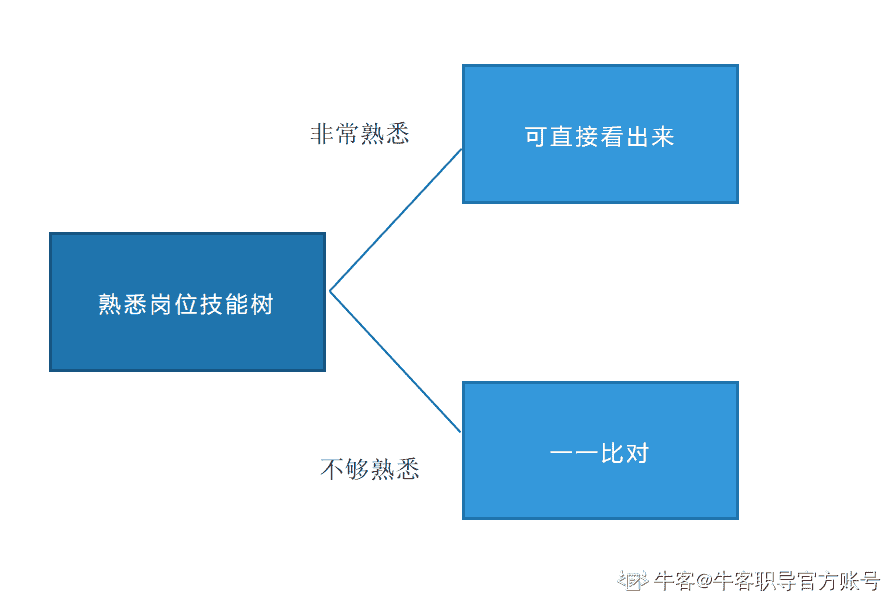 非常熟悉
可直接看出来
熟悉岗位技能树
不够熟悉
一一比对
牛客@牛客职导官方账号